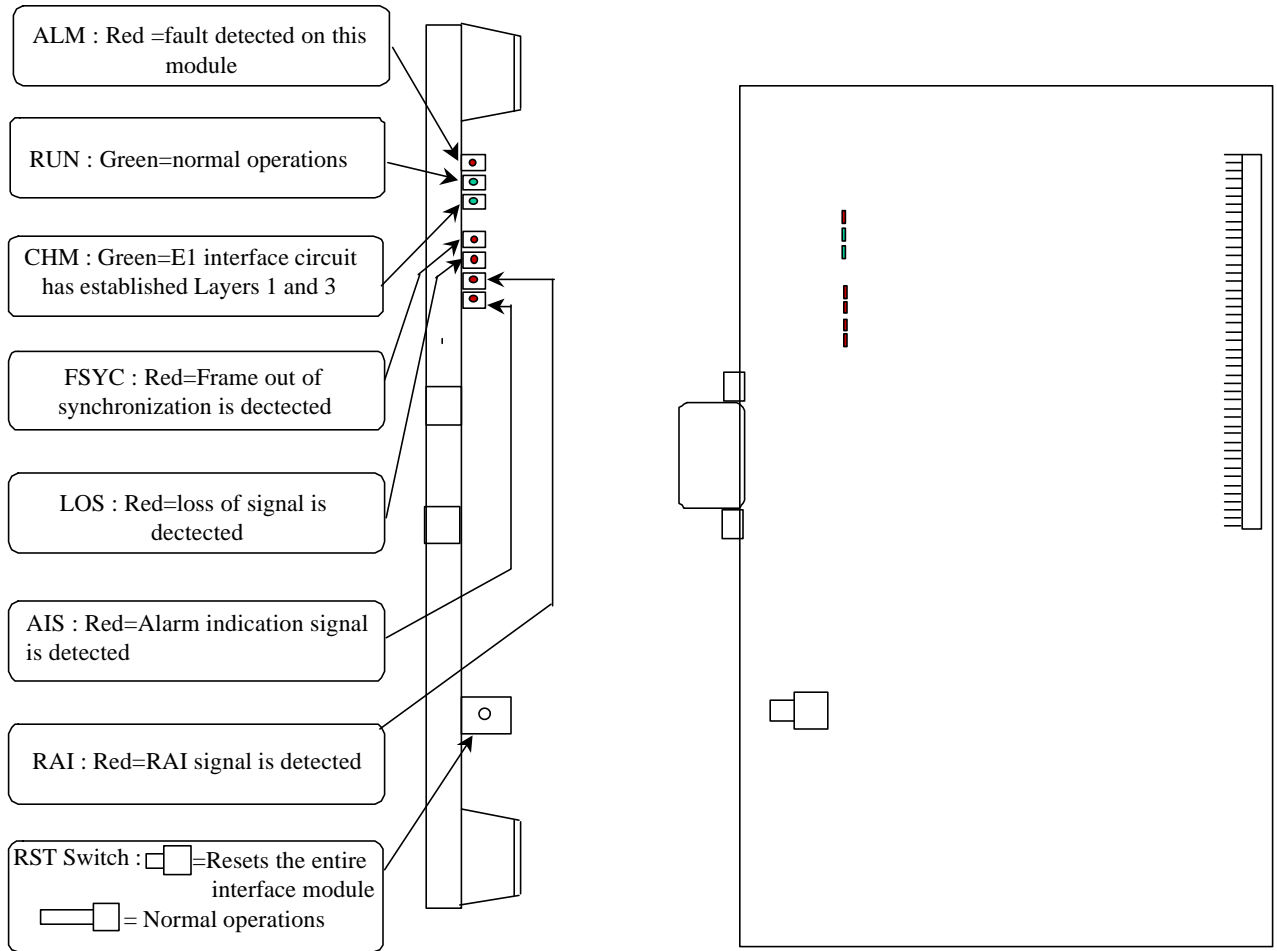 ALM : Red =fault detected on this
module
RUN : Green=normal operations
CHM : Green=E1 interface circuit
has established Layers 1 and 3
FSYC : Red=Frame out of
synchronization is dectected
LOS : Red=loss of signal is
dectected
AIS : Red=Alarm indication signal
is detected
RAI : Red=RAI signal is detected
RST Switch : =Resets the entire
interface module
= Normal operations